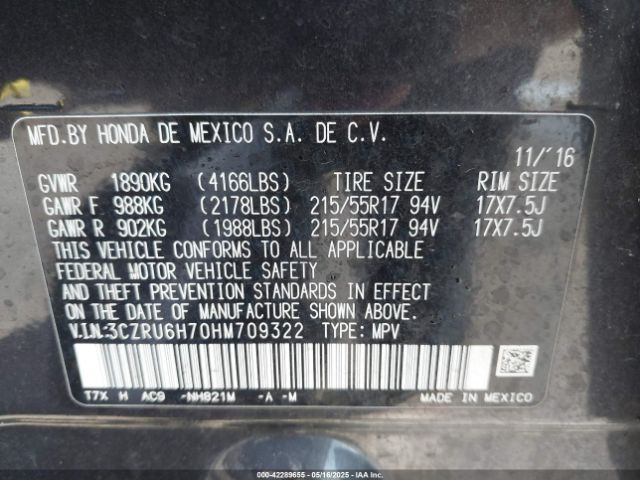 MFD.BY HONDA DE MEXICO S.A. DE C.V.
11/'16
GVWR 1890KG (4166LBS) TIRE SIZE RIM SIZE
GAWR F 988KG (2178LBS) 215/55R17 94V 17X7.5J
GAWR R 902KG (1988LBS) 215/55R17 94V 17X7.5J
THIS VEHICLE CONFORMS TO ALL APPLICABLE
FEDERAL MOTOR VEHICLE SAFETY
AND THEFT PREVENTION STANDARDS IN EFFECT
ON THE DATE OF MANUFACTURE SHOWN ABOVE.
V.I.N:3CZRU6H70HM709322 TYPE: MPV
T7X H AC9 -NH821M -A -M MADE IN MEXICO
000-42289655 - 05/16/2025 - IAA Inc.